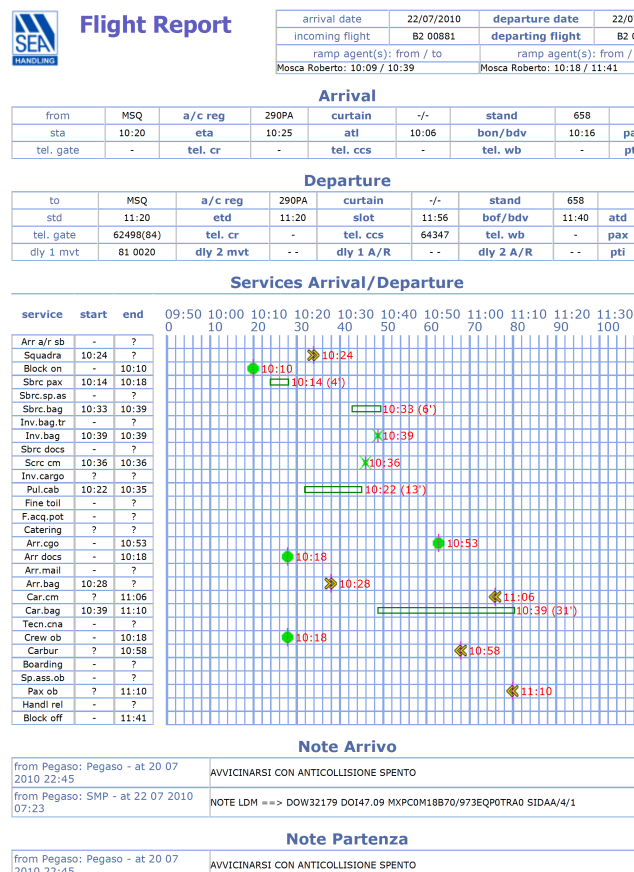 SEA
HANDLING
Flight Report
arrival date 22/07/2010 departure date 22/0
incoming flight B2 00881 departing flight B2 0
ramp agent(s): from / to ramp agent(s): from /
Mosca Roberto: 10:09 / 10:39 Mosca Roberto: 10:18 / 11:41
Arrival
from MSQ a/c reg 290PA curtain -/- stand 658
sta 10:20 eta 10:25 atl 10:06 bon/bdv 10:16 pa
tel. gate - tel. cr - tel. ccs - tel. wb - pt
Departure
to MSQ a/c reg 290PA curtain -/- stand 658
std 11:20 etd 11:20 slot 11:56 bof/bdv 11:40 atd
tel. gate 62498(84) tel. cr - tel. ccs 64347 tel. wb - pax
dly 1 mvt 81 0020 dly 2 mvt - - dly 1 A/R - - dly 2 A/R - - pti
Services Arrival/Departure
service start end 09:50 10:00 10:10 10:20 10:30 10:40 10:50 11:00 11:10 11:20 11:30
0 10 20 30 40 50 60 70 80 90 100
Arr a/r sb - ?
Squadra 10:24 ? 10:24
Block on - 10:10 10:10
Sbrc pax 10:14 10:18 10:14 (4')
Sbrc.sp.as - ?
Sbrc.bag 10:33 10:39 10:33 (6')
Inv.bag.tr - ?
Inv.bag 10:39 10:39 10:39
Sbrc docs - ?
Scrc cm 10:36 10:36 10:36
Inv.cargo ? ?
Pul.cab 10:22 10:35 10:22 (13')
Fine toil - ?
F.acq.pot - ?
Catering ? ?
Arr.cgo - 10:53 10:53
Arr docs - 10:18 10:18
Arr.mail - ?
Arr.bag 10:28 ? 10:28
Car.cm ? 11:06 11:06
Car.bag 10:39 11:10 10:39 (31')
Tecn.cna - ?
Crew ob - 10:18 10:18
Carbur ? 10:58 10:58
Boarding - ?
Sp.ass.ob - ?
Pax ob ? 11:10 11:10
Handl rel - ?
Block off - 11:41
Note Arrivo
from Pegaso: Pegaso - at 20 07
2010 22:45
AVVICINARSI CON ANTICOLLISIONE SPENTO
from Pegaso: SMP - at 22 07 2010
07:23
NOTE LDM ==> DOW32179 DOI47.09 MXPC0M18B70/973EQP0TRA0 SIDAA/4/1
Note Partenza
from Pegaso: Pegaso - at 20 07
2010 22:45
AVVICINARSI CON ANTICOLLISIONE SPENTO